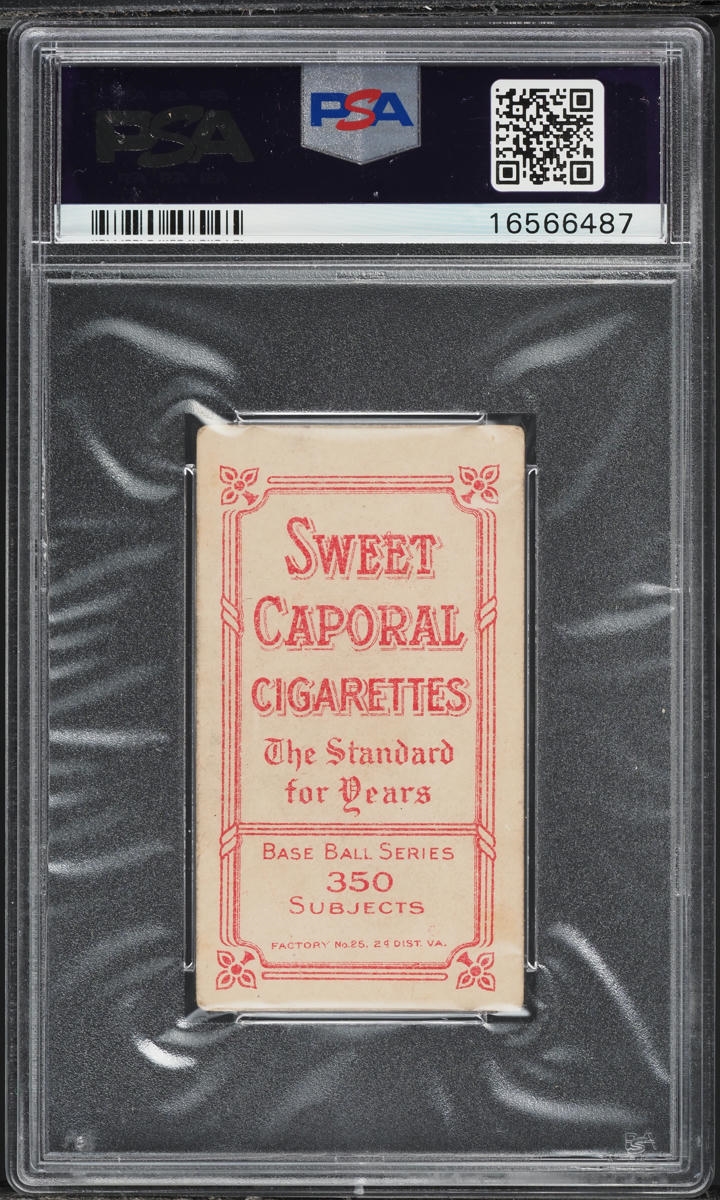 PSA
PSA
16566487
SWEET
CAPORAL
CIGARETTES
The Standard
for Years
BASE BALL SERIES
350
SUBJECTS
FACTORY No. 25, 2d DIST. VA.
PSA